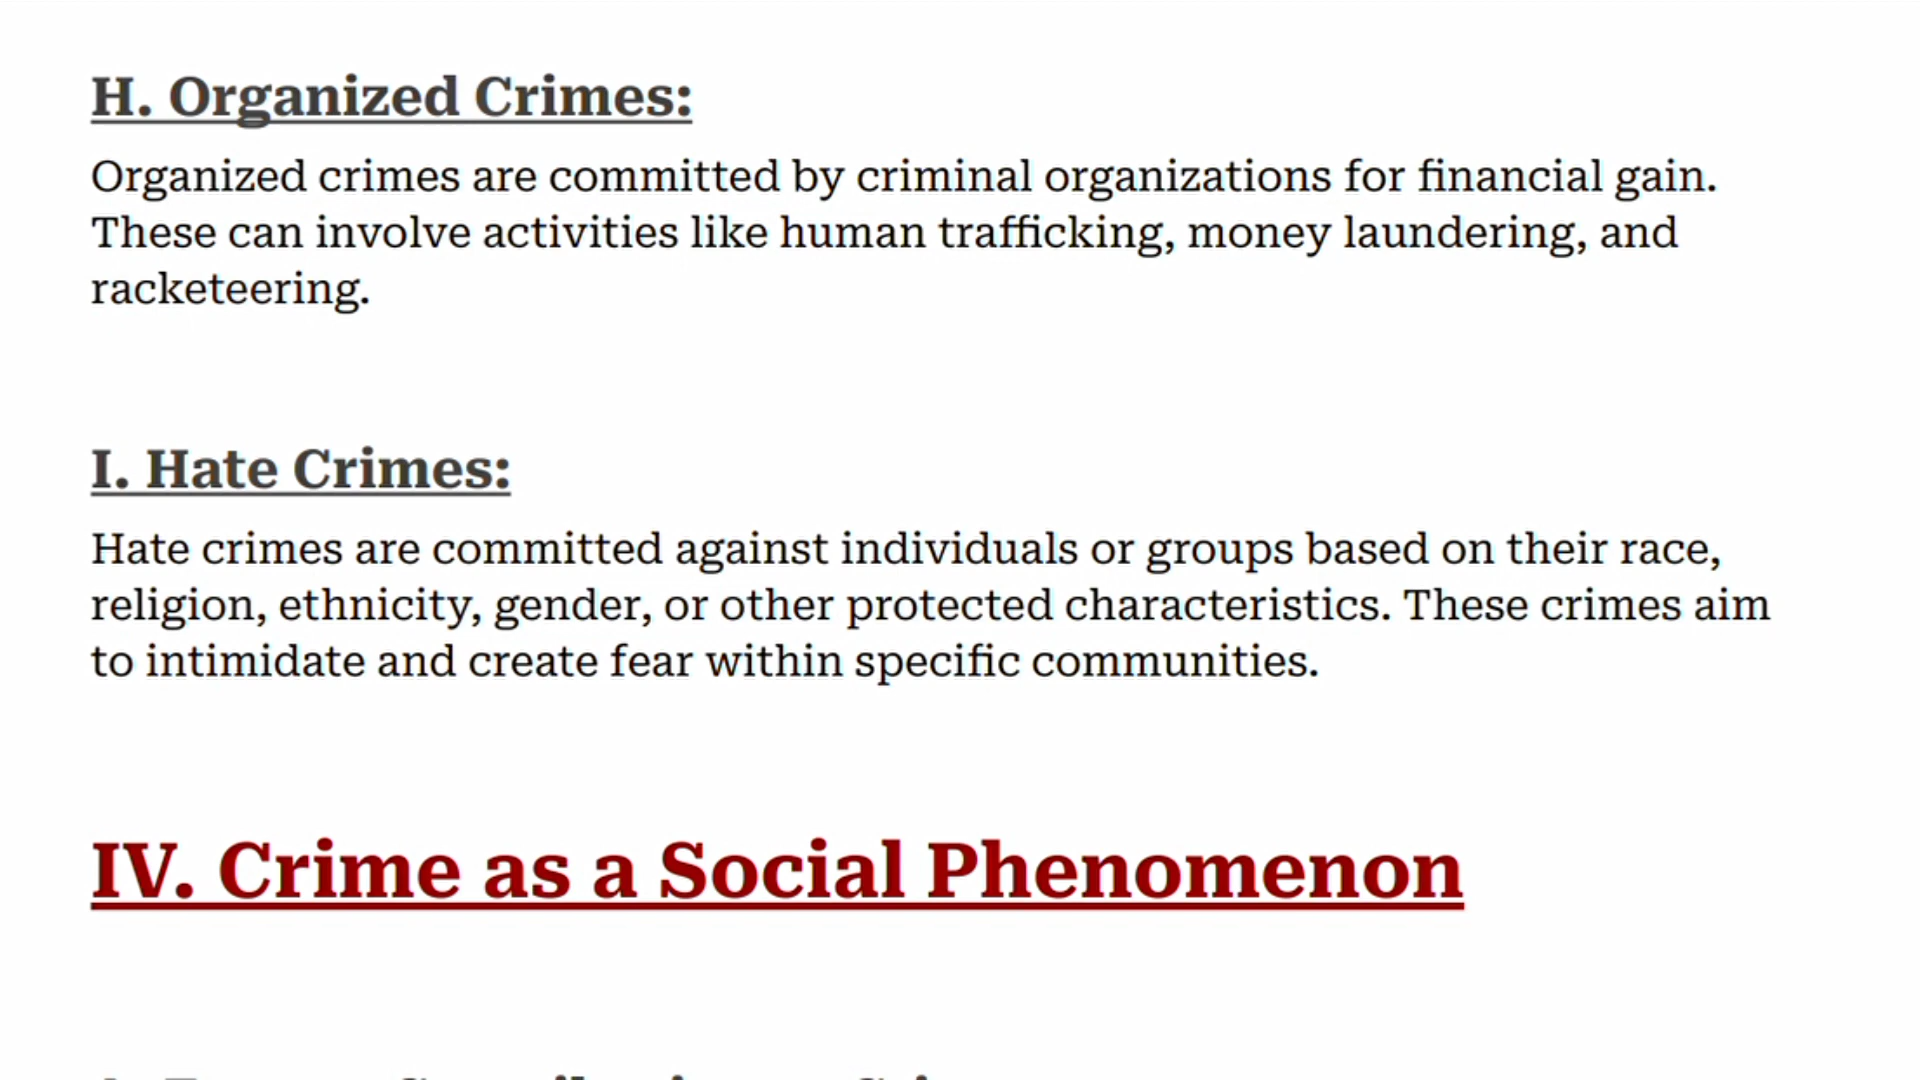 H. Organized Crimes:
Organized crimes are committed by criminal organizations for financial gain.
These can involve activities like human trafficking, money laundering, and
racketeering.
I. Hate Crimes:
Hate crimes are committed against individuals or groups based on their race,
religion, ethnicity, gender, or other protected characteristics. These crimes aim
to intimidate and create fear within specific communities.
IV. Crime as a Social Phenomenon